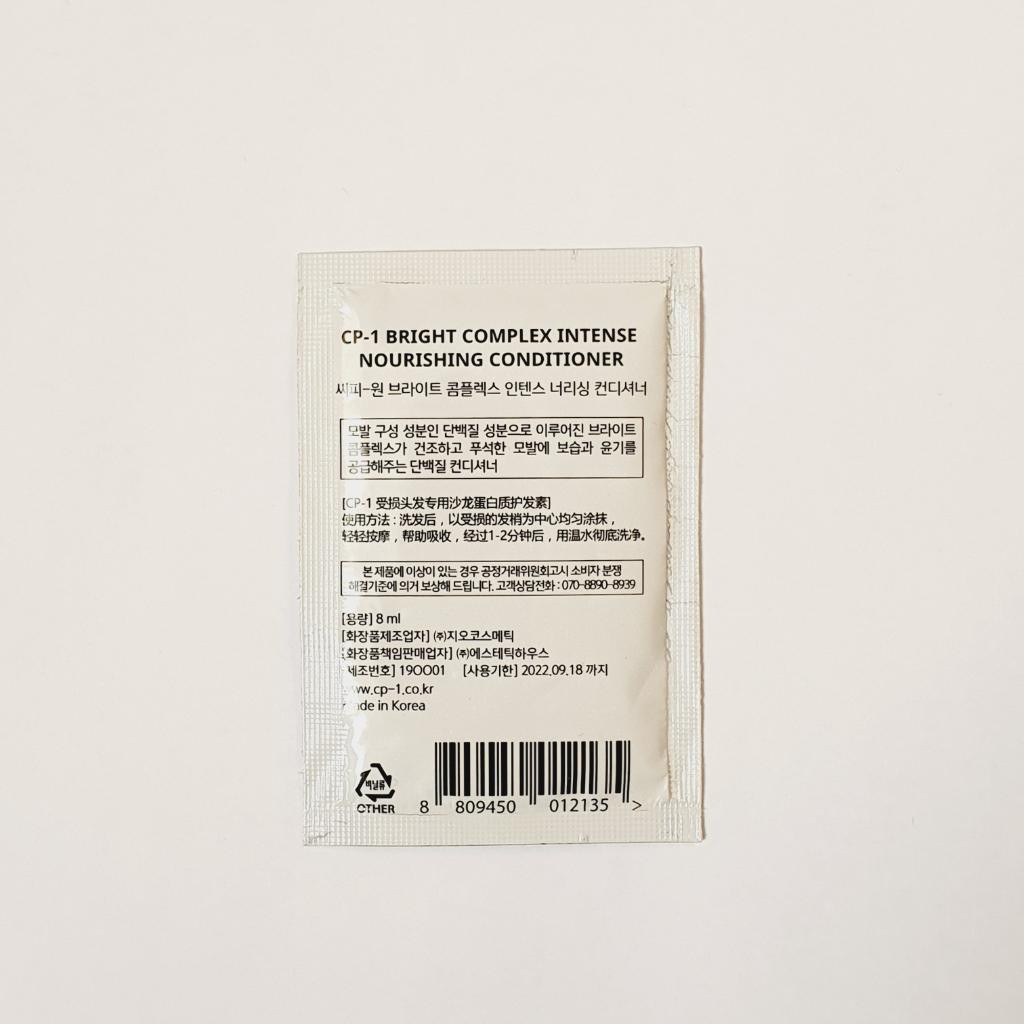 CP-1 BRIGHT COMPLEX INTENSE
NOURISHING CONDITIONER
씨피-원 브라이트 콤플렉스 인텐스 너리싱 컨디셔너
모발 구성 성분인 단백질 성분으로 이루어진 브라이트
콤플렉스가 건조하고 푸석한 모발에 보습과 윤기를
공급해주는 단백질 컨디셔너
[CP-1 受损头发专用沙龙蛋白质护发素]
使用方法 : 洗发后 , 以受损的发梢为中心均匀涂抹 ,
轻轻按摩 , 帮助吸收 , 经过1-2分钟后 , 用温水彻底洗净。
본 제품에 이상이 있는 경우 공정거래위원회고시 소비자 분쟁
해결기준에 의거 보상해 드립니다. 고객상담전화 : 070-8890-8939
[용량] 8 ml
[화장품제조업자] ㈜지오코스메틱
[화장품책임판매업자] ㈜에스테틱하우스
[제조번호] 19OO01 [사용기한] 2022.09.18 까지
www.cp-1.co.kr
Made in Korea
비닐류
OTHER
8 809450 012135 >